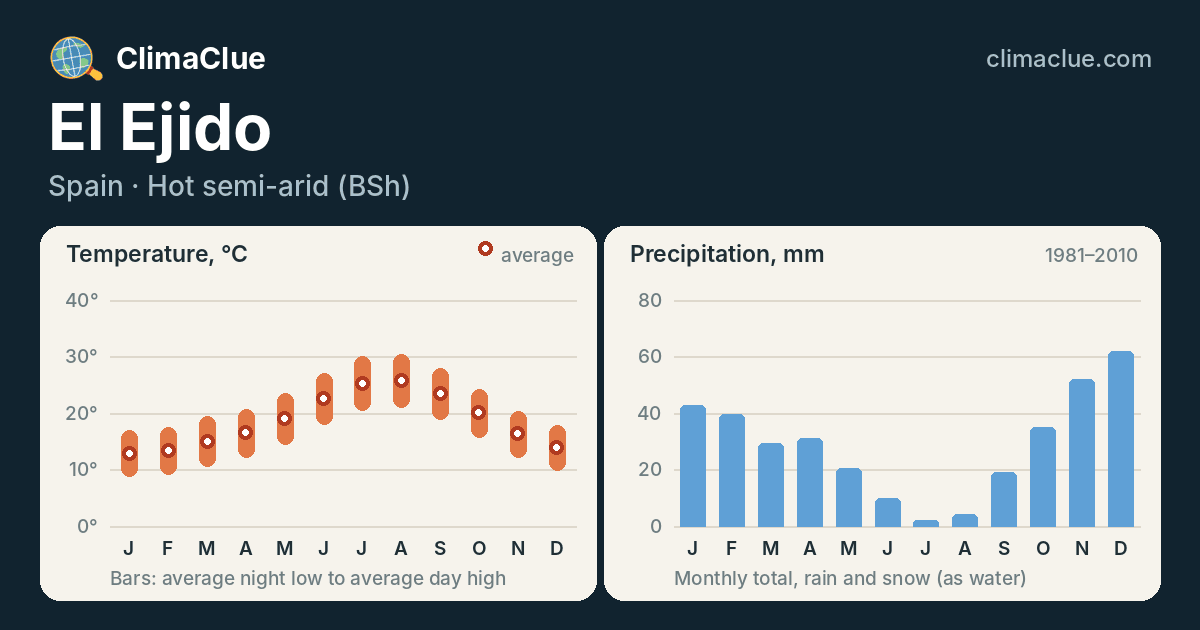 ClimaClue
climaclue.com
El Ejido
Spain · Hot semi-arid (BSh)
Temperature, °C
average
40°
30°
20°
10°
0°
J F M A M J J A S O N D
Bars: average night low to average day high
Precipitation, mm
1981–2010
80
60
40
20
0
J F M A M J J A S O N D
Monthly total, rain and snow (as water)